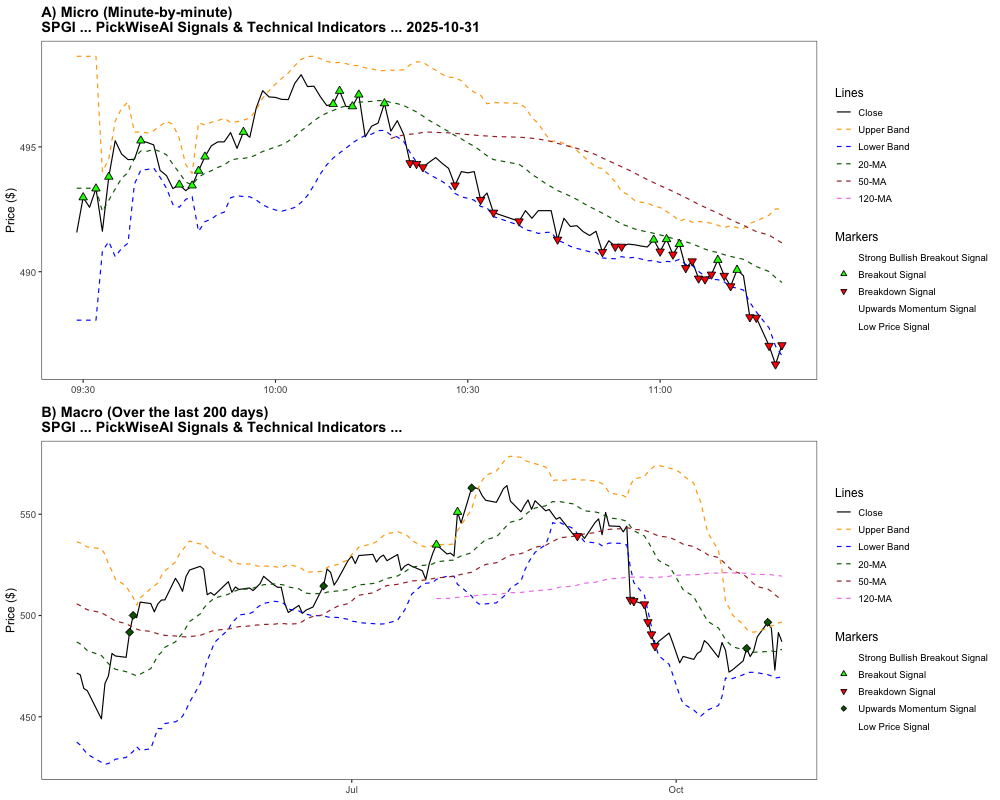 A) Micro (Minute-by-minute)
SPGI ... PickWiseAI Signals & Technical Indicators ... 2025-10-31
Price ($)
495
490
09:30
10:00
10:30
11:00
Lines
Close
Upper Band
Lower Band
20-MA
50-MA
120-MA
Markers
Strong Bullish Breakout Signal
Breakout Signal
Breakdown Signal
Upwards Momentum Signal
Low Price Signal
B) Macro (Over the last 200 days)
SPGI ... PickWiseAI Signals & Technical Indicators ...
Price ($)
550
500
450
Jul
Oct
Lines
Close
Upper Band
Lower Band
20-MA
50-MA
120-MA
Markers
Strong Bullish Breakout Signal
Breakout Signal
Breakdown Signal
Upwards Momentum Signal
Low Price Signal